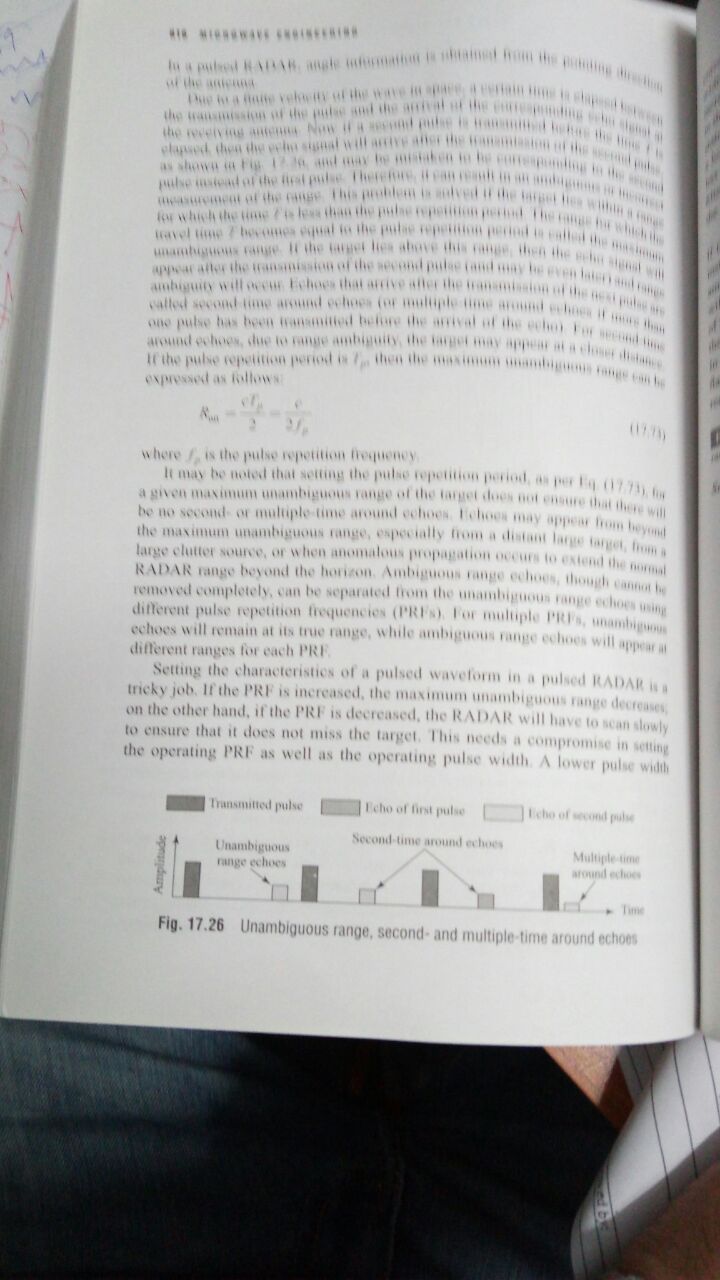 818 MICROWAVE ENGINEERING
In a pulsed RADAR, angle information is obtained from the pointing direction
of the antenna.
Due to a finite velocity of the wave in space, a certain time is elapsed between
the transmission of the pulse and the arrival of the corresponding echo signal at
the receiving antenna. Now if a second pulse is transmitted before the time T is
elapsed, then the echo signal will arrive after the transmission of the second pulse,
as shown in Fig. 17.26, and may be mistaken to be corresponding to the second
pulse instead of the first pulse. Therefore, it can result in an ambiguous or incorrect
measurement of the range. This problem is solved if the target lies within a range
for which the time T is less than the pulse repetition period. The range for which the
travel time T becomes equal to the pulse repetition period is called the maximum
unambiguous range. If the target lies above this range, then the echo signal will
appear after the transmission of the second pulse (and may be even later) and range
ambiguity will occur. Echoes that arrive after the transmission of the next pulse are
called second-time around echoes (or multiple-time around echoes if more than
one pulse has been transmitted before the arrival of the echo). For second-time
around echoes, due to range ambiguity, the target may appear at a closer distance.
If the pulse repetition period is Tp, then the maximum unambiguous range can be
expressed as follows:
Run = cTp/2 = c/2fp (17.73)
where fp is the pulse repetition frequency.
It may be noted that setting the pulse repetition period, as per Eq. (17.73), for
a given maximum unambiguous range of the target does not ensure that there will
be no second- or multiple-time around echoes. Echoes may appear from beyond
the maximum unambiguous range, especially from a distant large target, from a
large clutter source, or when anomalous propagation occurs to extend the normal
RADAR range beyond the horizon. Ambiguous range echoes, though cannot be
removed completely, can be separated from the unambiguous range echoes using
different pulse repetition frequencies (PRFs). For multiple PRFs, unambiguous
echoes will remain at its true range, while ambiguous range echoes will appear at
different ranges for each PRF.
Setting the characteristics of a pulsed waveform in a pulsed RADAR is a
tricky job. If the PRF is increased, the maximum unambiguous range decreases;
on the other hand, if the PRF is decreased, the RADAR will have to scan slowly
to ensure that it does not miss the target. This needs a compromise in setting
the operating PRF as well as the operating pulse width. A lower pulse width
Transmitted pulse Echo of first pulse Echo of second pulse
Amplitude
Unambiguous
range echoes
Second-time around echoes
Multiple-time
around echoes
Time
Fig. 17.26 Unambiguous range, second- and multiple-time around echoes